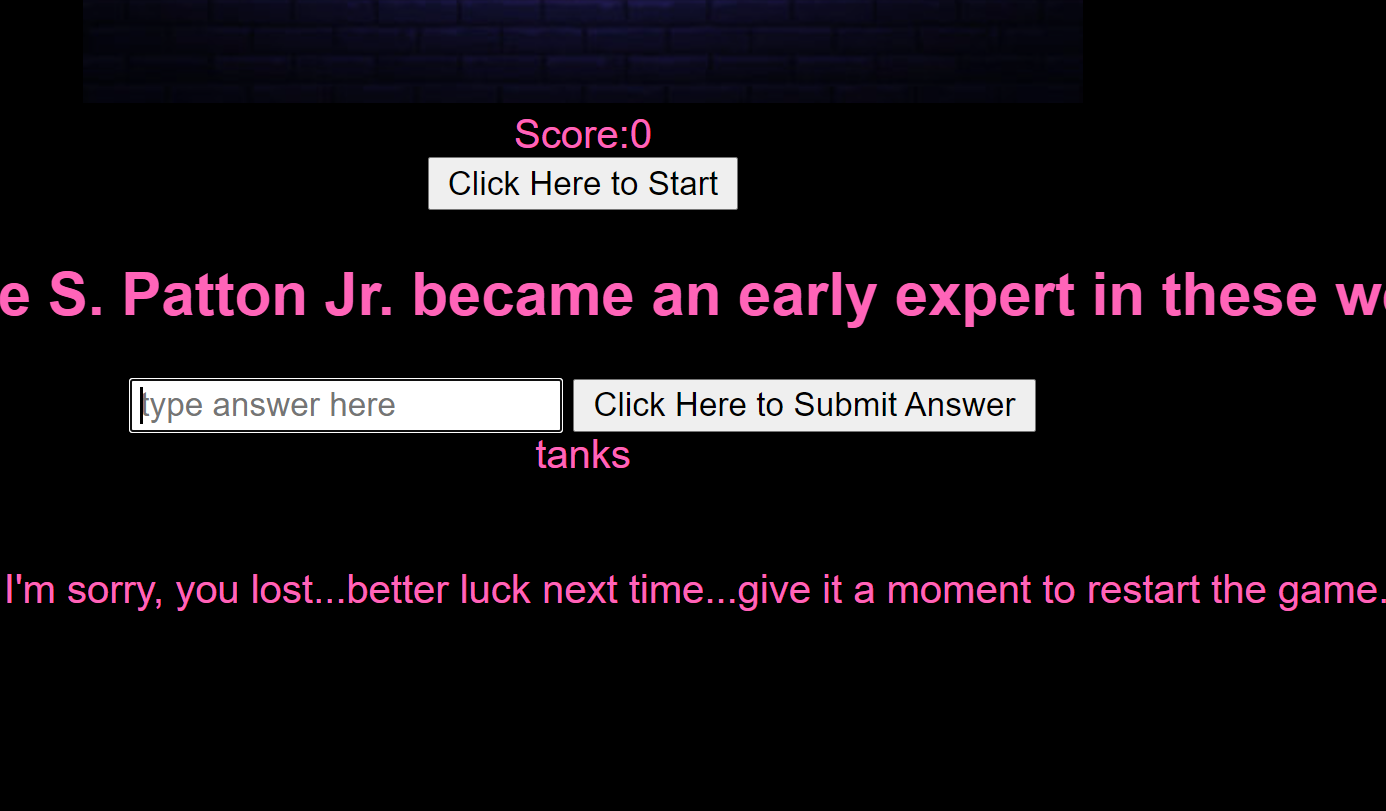 Score:0
Click Here to Start
e S. Patton Jr. became an early expert in these w
type answer here Click Here to Submit Answer
tanks
I'm sorry, you lost...better luck next time...give it a moment to restart the game.